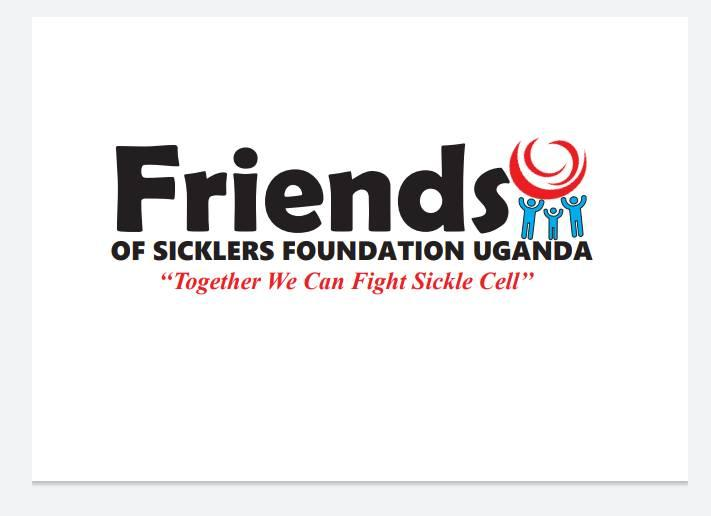 Friends
OF SICKLERS FOUNDATION UGANDA
“Together We Can Fight Sickle Cell”